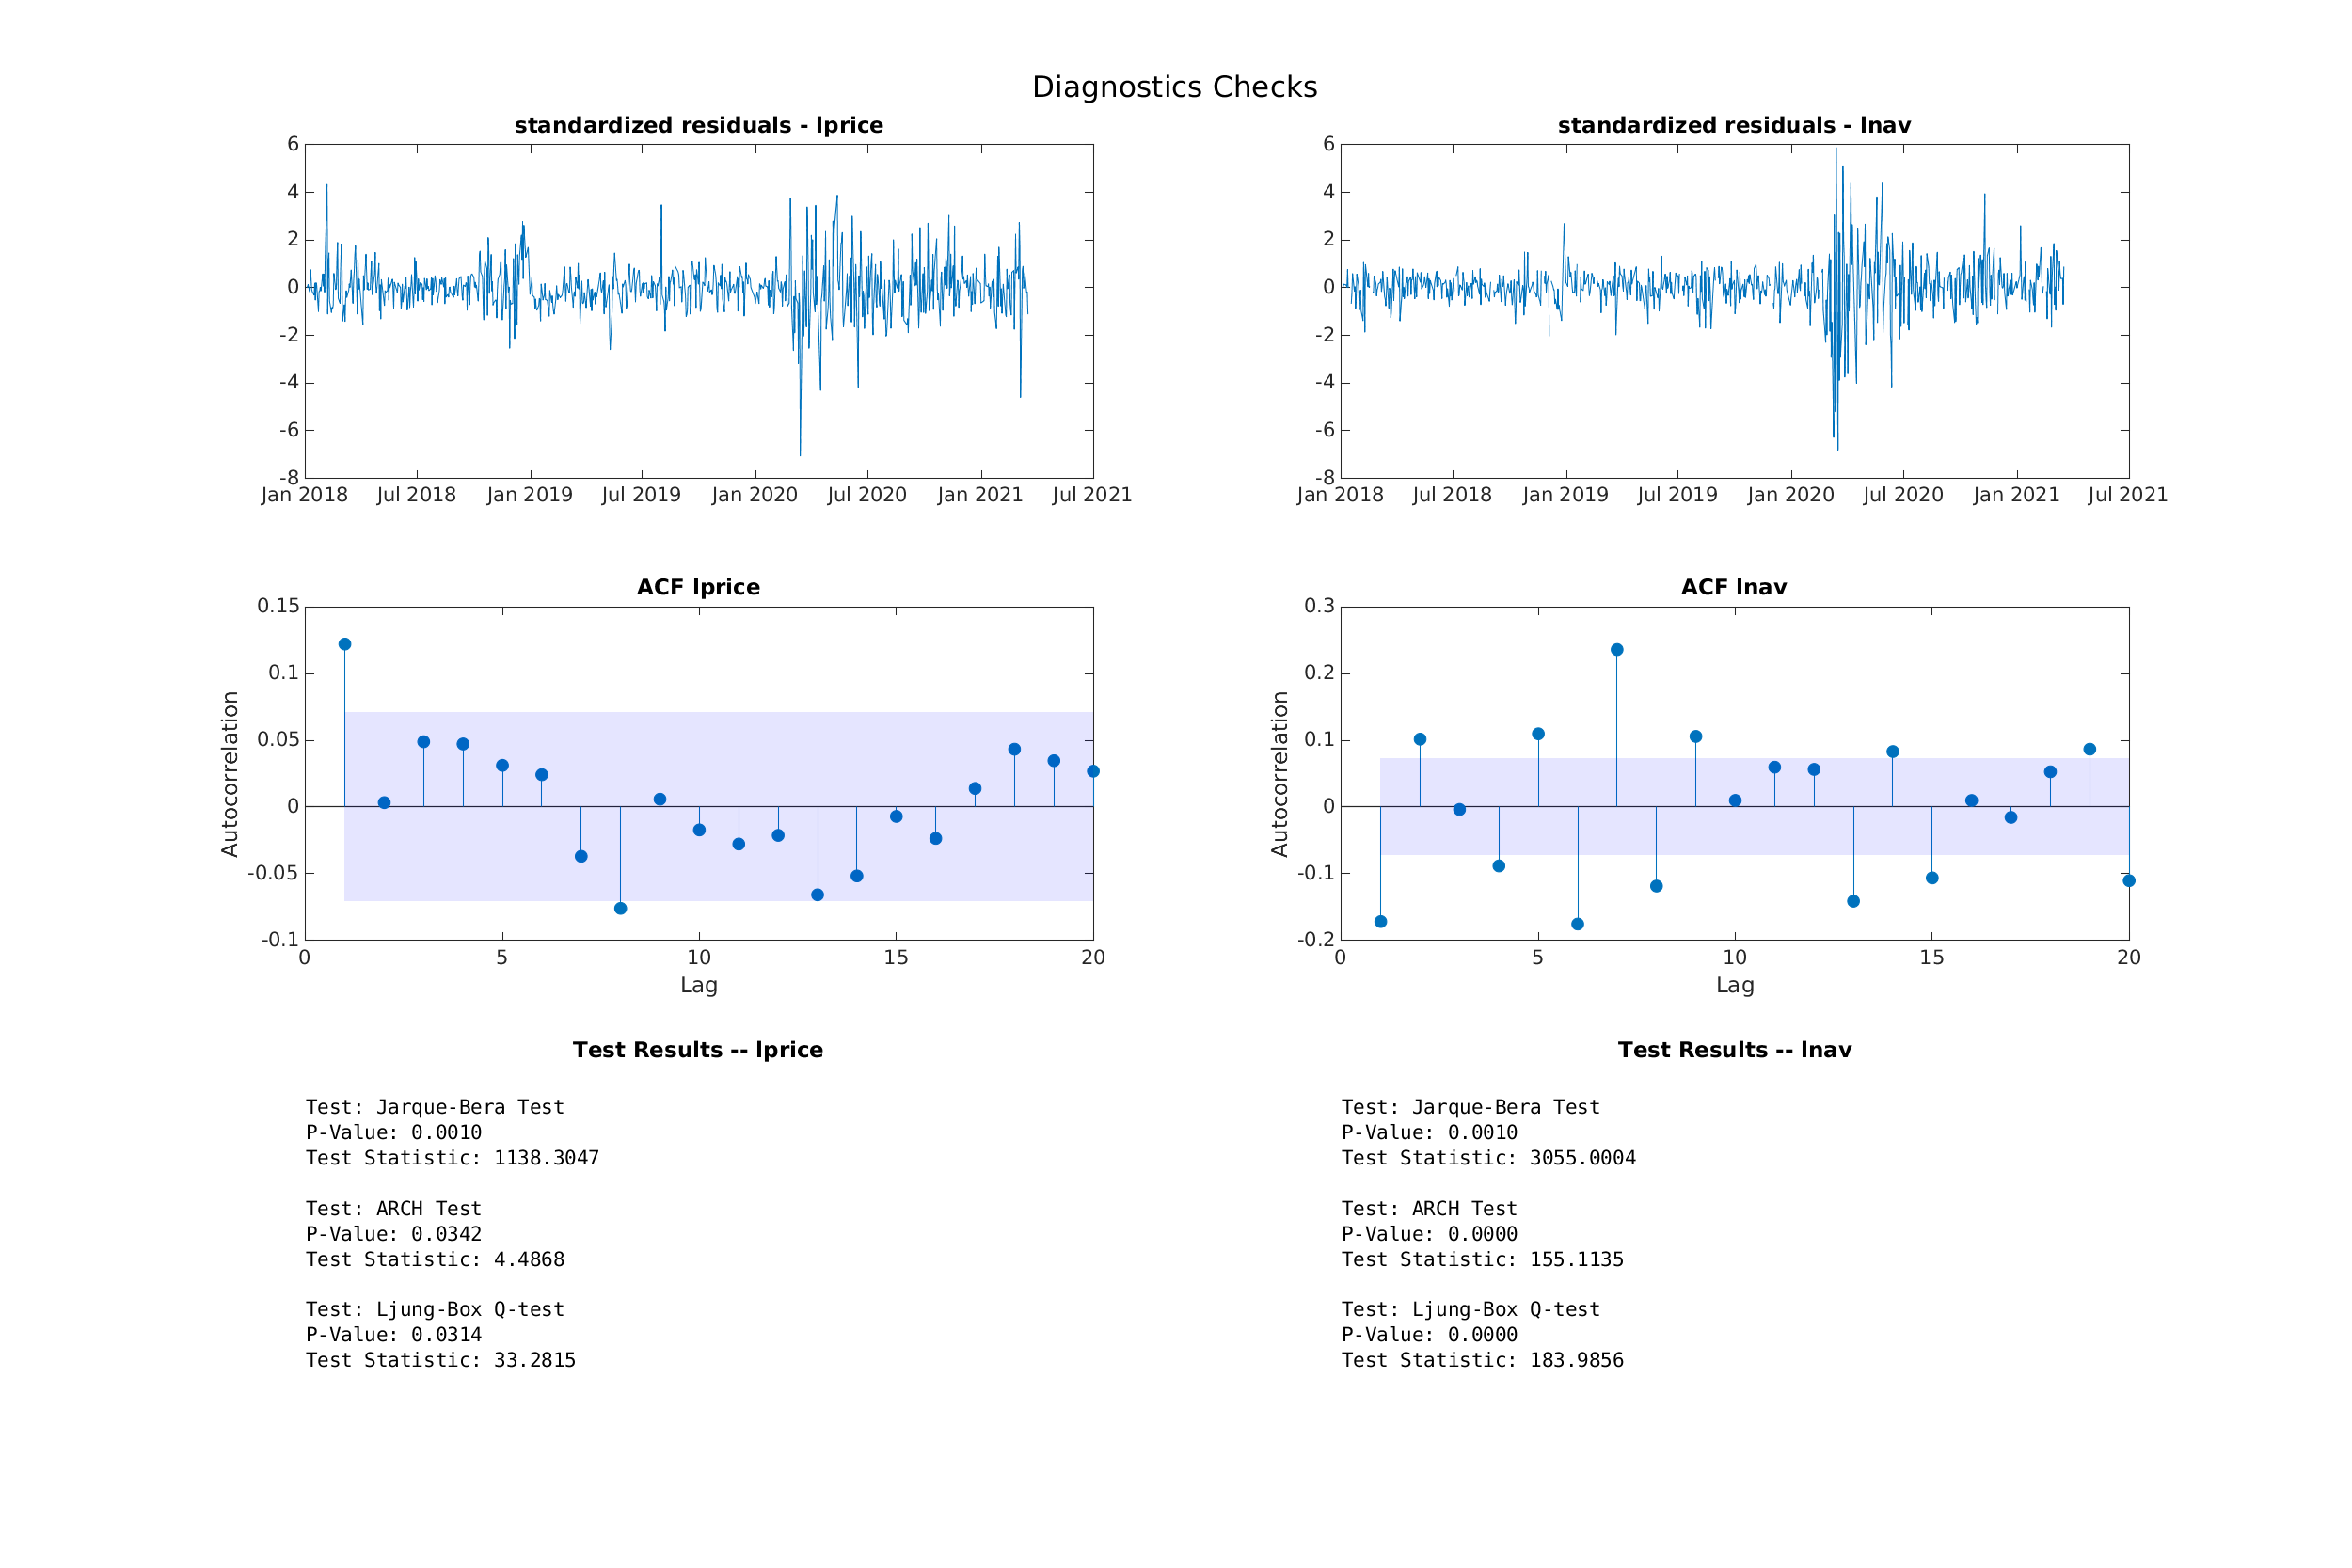 Diagnostics Checks
standardized residuals - lprice
6
4
2
0
-2
-4
-6
-8
Jan 2018 Jul 2018 Jan 2019 Jul 2019 Jan 2020 Jul 2020 Jan 2021 Jul 2021
standardized residuals - lnav
6
4
2
0
-2
-4
-6
-8
Jan 2018 Jul 2018 Jan 2019 Jul 2019 Jan 2020 Jul 2020 Jan 2021 Jul 2021
ACF lprice
Autocorrelation
0.15
0.1
0.05
0
-0.05
-0.1
0 5 10 15 20
Lag
ACF lnav
Autocorrelation
0.3
0.2
0.1
0
-0.1
-0.2
0 5 10 15 20
Lag
Test Results -- lprice
Test: Jarque-Bera Test
P-Value: 0.0010
Test Statistic: 1138.3047
Test: ARCH Test
P-Value: 0.0342
Test Statistic: 4.4868
Test: Ljung-Box Q-test
P-Value: 0.0314
Test Statistic: 33.2815
Test Results -- lnav
Test: Jarque-Bera Test
P-Value: 0.0010
Test Statistic: 3055.0004
Test: ARCH Test
P-Value: 0.0000
Test Statistic: 155.1135
Test: Ljung-Box Q-test
P-Value: 0.0000
Test Statistic: 183.9856